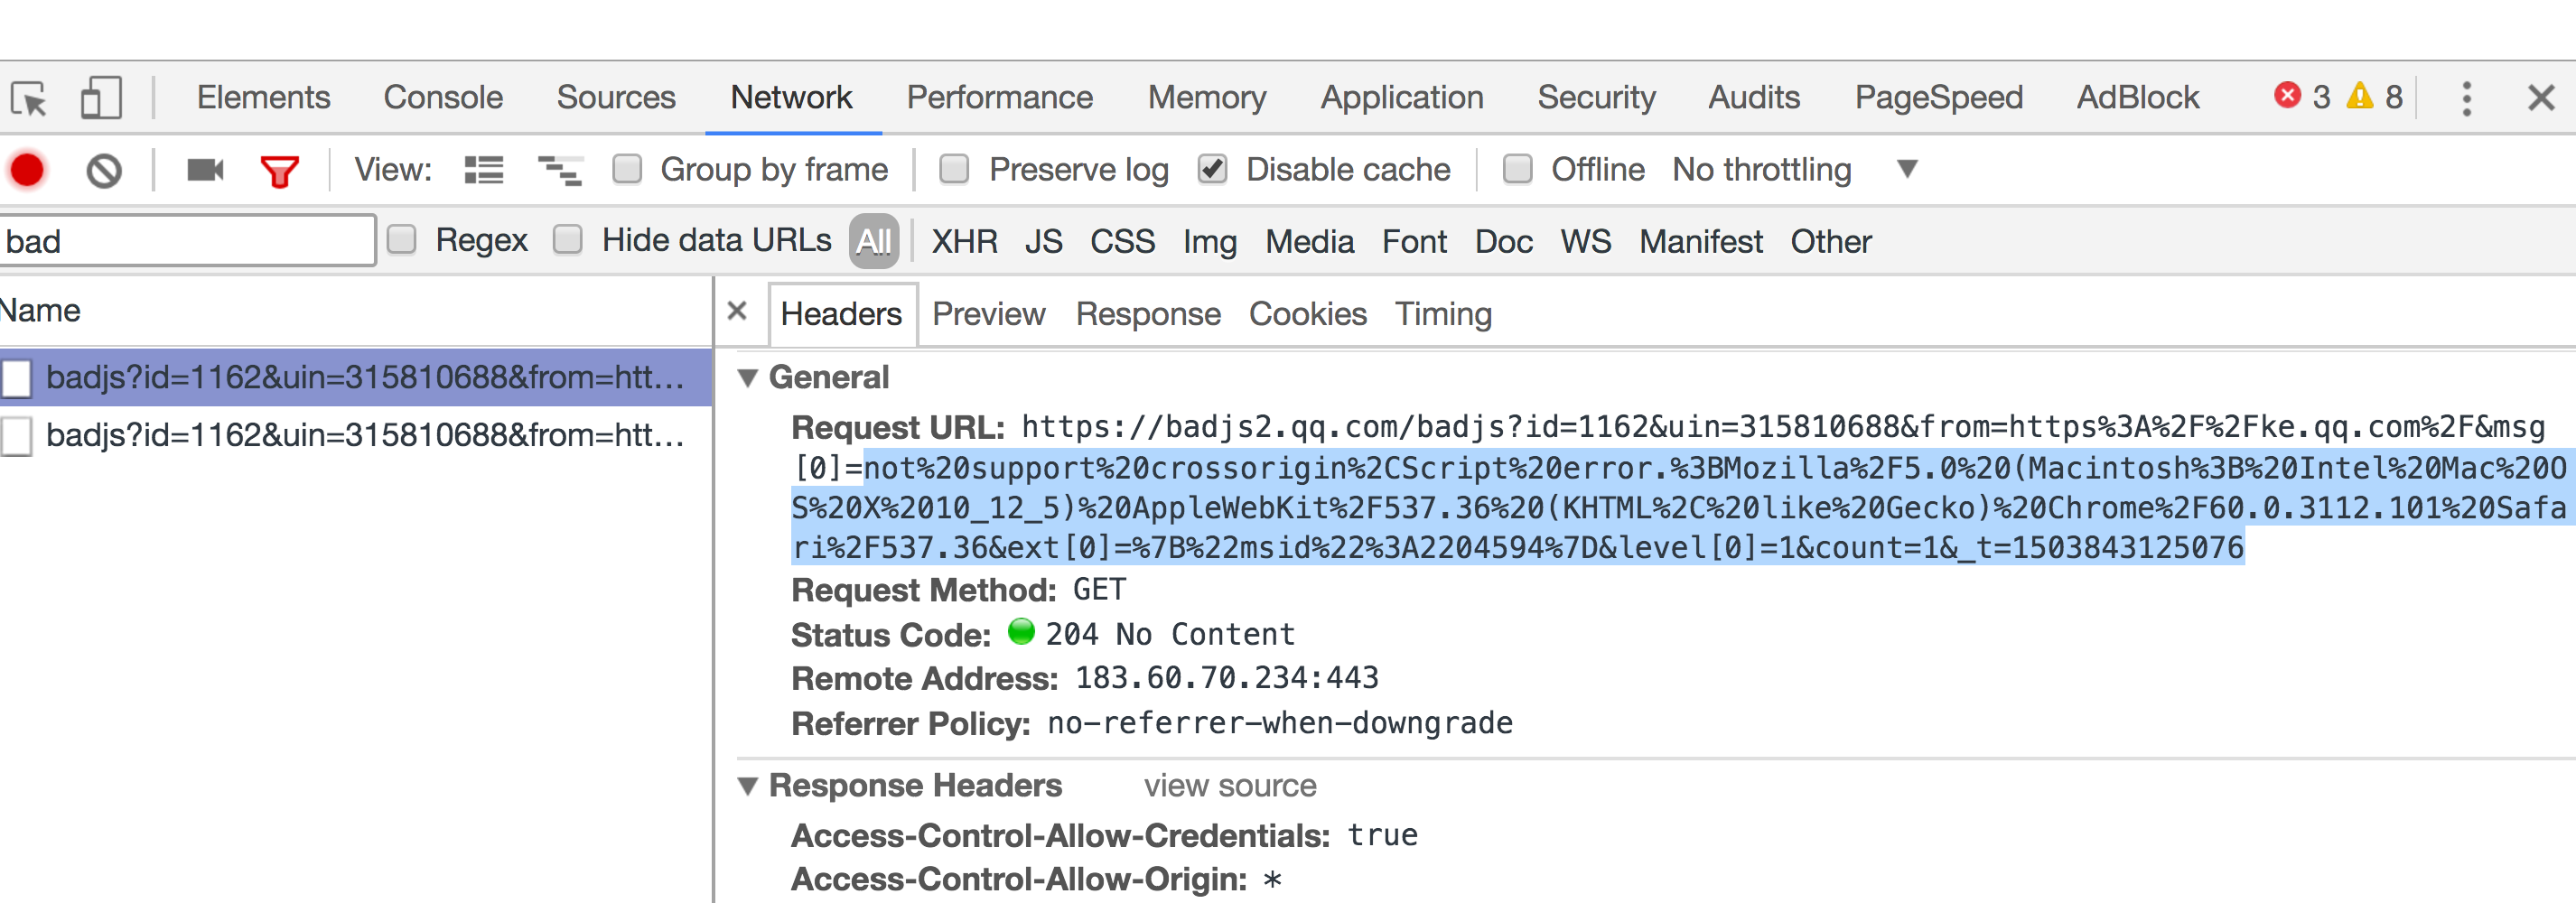 Elements Console Sources Network Performance Memory Application Security Audits PageSpeed AdBlock 3 8
View: Group by frame Preserve log Disable cache Offline No throttling
bad Regex Hide data URLs All XHR JS CSS Img Media Font Doc WS Manifest Other
Name
badjs?id=1162&uin=315810688&from=htt...
badjs?id=1162&uin=315810688&from=htt...
Headers Preview Response Cookies Timing
General
Request URL: https://badjs2.qq.com/badjs?id=1162&uin=315810688&from=https%3A%2F%2Fke.qq.com%2F&msg
[0]=not%20support%20crossorigin%2CScript%20error.%3BMozilla%2F5.0%20(Macintosh%3B%20Intel%20Mac%20O
S%20X%2010_12_5)%20AppleWebKit%2F537.36%20(KHTML%2C%20like%20Gecko)%20Chrome%2F60.0.3112.101%20Safa
ri%2F537.36&ext[0]=%7B%22msid%22%3A2204594%7D&level[0]=1&count=1&_t=1503843125076
Request Method: GET
Status Code: 204 No Content
Remote Address: 183.60.70.234:443
Referrer Policy: no-referrer-when-downgrade
Response Headers view source
Access-Control-Allow-Credentials: true
Access-Control-Allow-Origin: *